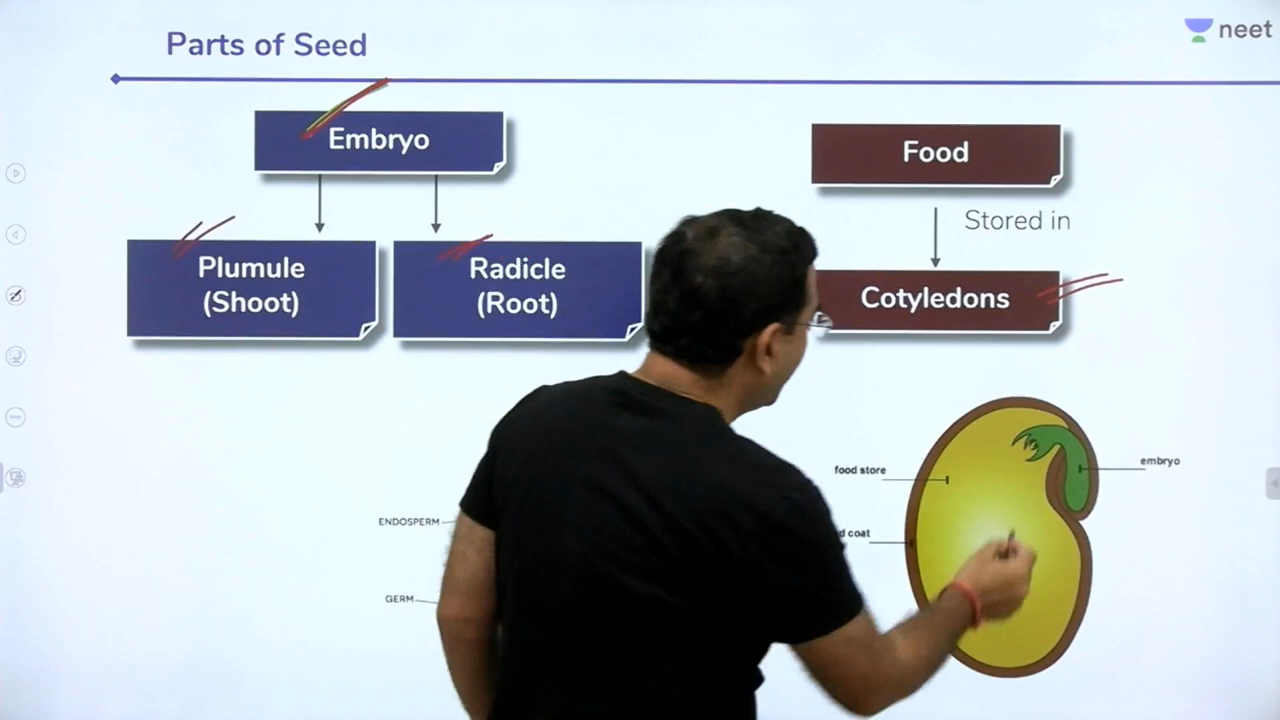 Parts of Seed
neet
Embryo
Food
Stored in
Plumule
(Shoot)
Radicle
(Root)
Cotyledons
food store
embryo
coat
ENDOSPERM
GERM